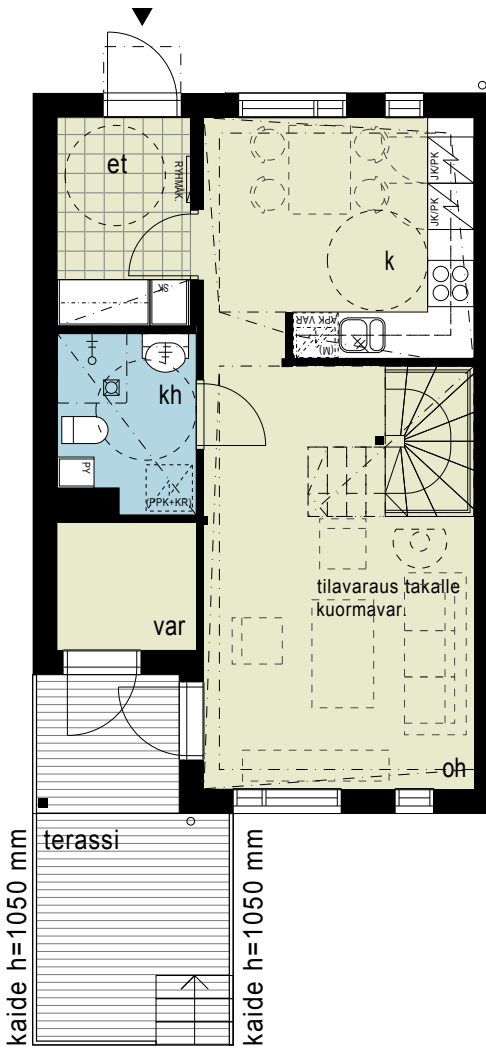 et
RYHMÄK.
SK
k
JK/PK
JK/PK
APK VAR
(M)
kh
PY
(PPK+KR)
var
tilavaraus takalle
kuormavar.
oh
terassi
kaide h=1050 mm
kaide h=1050 mm